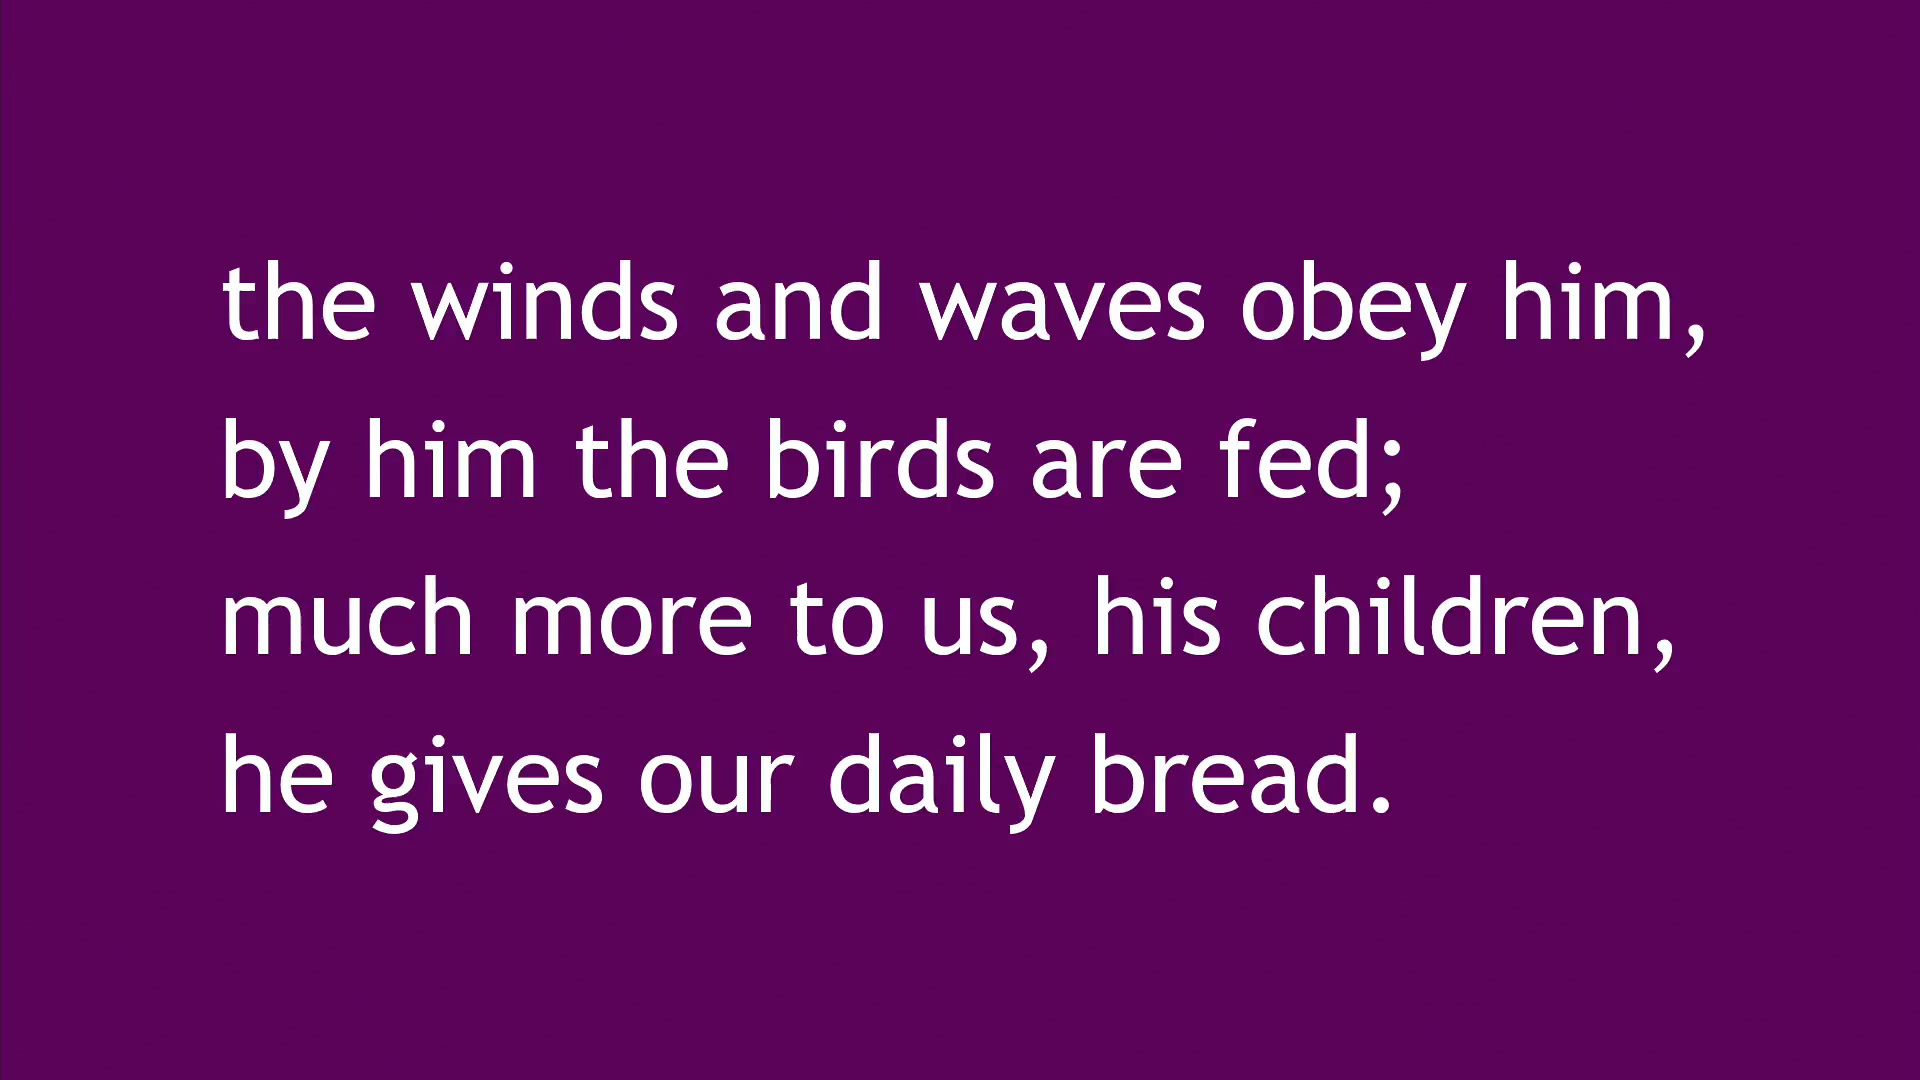 the winds and waves obey him,
by him the birds are fed;
much more to us, his children,
he gives our daily bread.